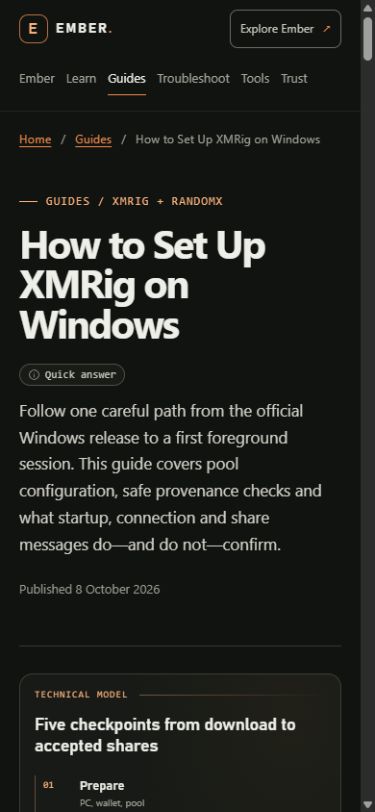 E EMBER.
Explore Ember ↗
Ember Learn Guides Troubleshoot Tools Trust
Home / Guides / How to Set Up XMRig on Windows
GUIDES / XMRIG + RANDOMX
How to Set Up
XMRig on
Windows
Quick answer
Follow one careful path from the official
Windows release to a first foreground
session. This guide covers pool
configuration, safe provenance checks and
what startup, connection and share
messages do—and do not—confirm.
Published 8 October 2026
TECHNICAL MODEL
Five checkpoints from download to
accepted shares
01 Prepare
PC, wallet, pool